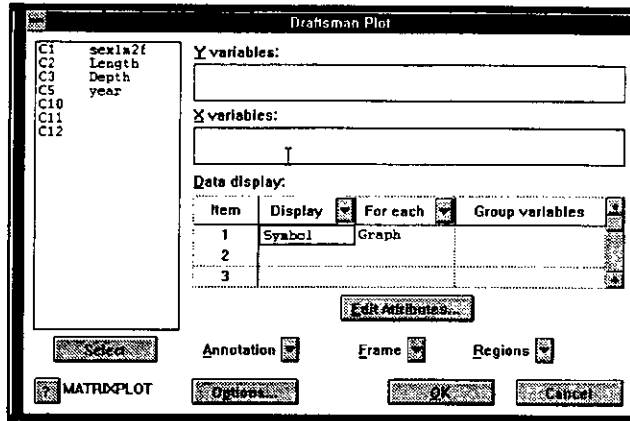 Draftsman Plot
C1 sex1m2f
C2 Length
C3 Depth
C5 year
C10
C11
C12
Y variables:
X variables:
Data display:
Item Display For each Group variables
1 Symbol Graph
2
3
Edit Attributes...
Select
Annotation Frame Regions
? MATRIXPLOT
Options...
OK
Cancel